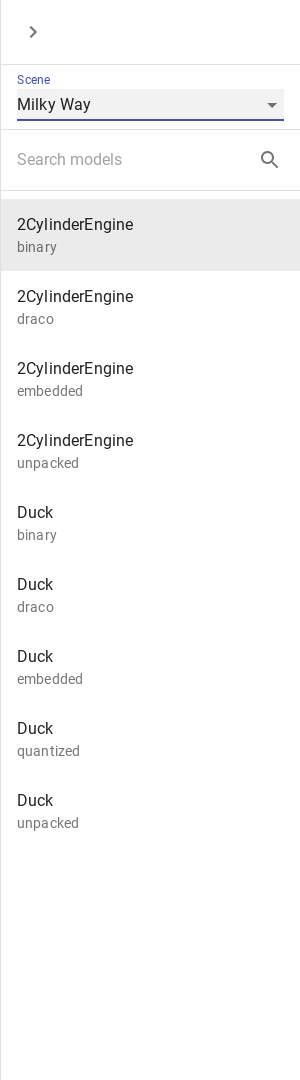 Scene
Milky Way
Search models
2CylinderEngine
binary
2CylinderEngine
draco
2CylinderEngine
embedded
2CylinderEngine
unpacked
Duck
binary
Duck
draco
Duck
embedded
Duck
quantized
Duck
unpacked